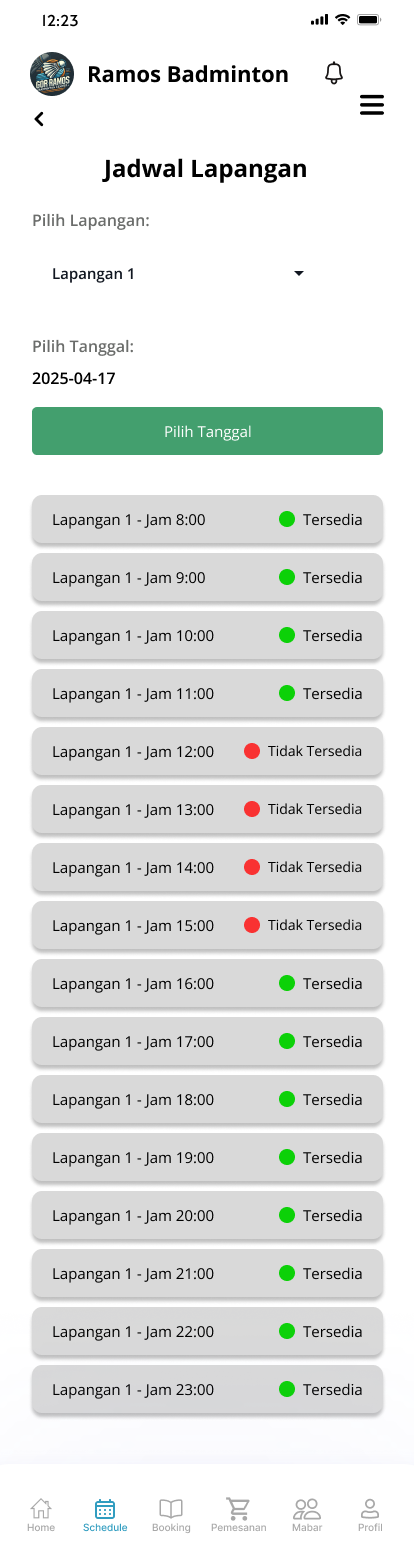 12:23
GOR RAMOS
Ramos Badminton
Jadwal Lapangan
Pilih Lapangan:
Lapangan 1
Pilih Tanggal:
2025-04-17
Pilih Tanggal
Lapangan 1 - Jam 8:00 Tersedia
Lapangan 1 - Jam 9:00 Tersedia
Lapangan 1 - Jam 10:00 Tersedia
Lapangan 1 - Jam 11:00 Tersedia
Lapangan 1 - Jam 12:00 Tidak Tersedia
Lapangan 1 - Jam 13:00 Tidak Tersedia
Lapangan 1 - Jam 14:00 Tidak Tersedia
Lapangan 1 - Jam 15:00 Tidak Tersedia
Lapangan 1 - Jam 16:00 Tersedia
Lapangan 1 - Jam 17:00 Tersedia
Lapangan 1 - Jam 18:00 Tersedia
Lapangan 1 - Jam 19:00 Tersedia
Lapangan 1 - Jam 20:00 Tersedia
Lapangan 1 - Jam 21:00 Tersedia
Lapangan 1 - Jam 22:00 Tersedia
Lapangan 1 - Jam 23:00 Tersedia
Home Schedule Booking Pemesanan Mabar Profil